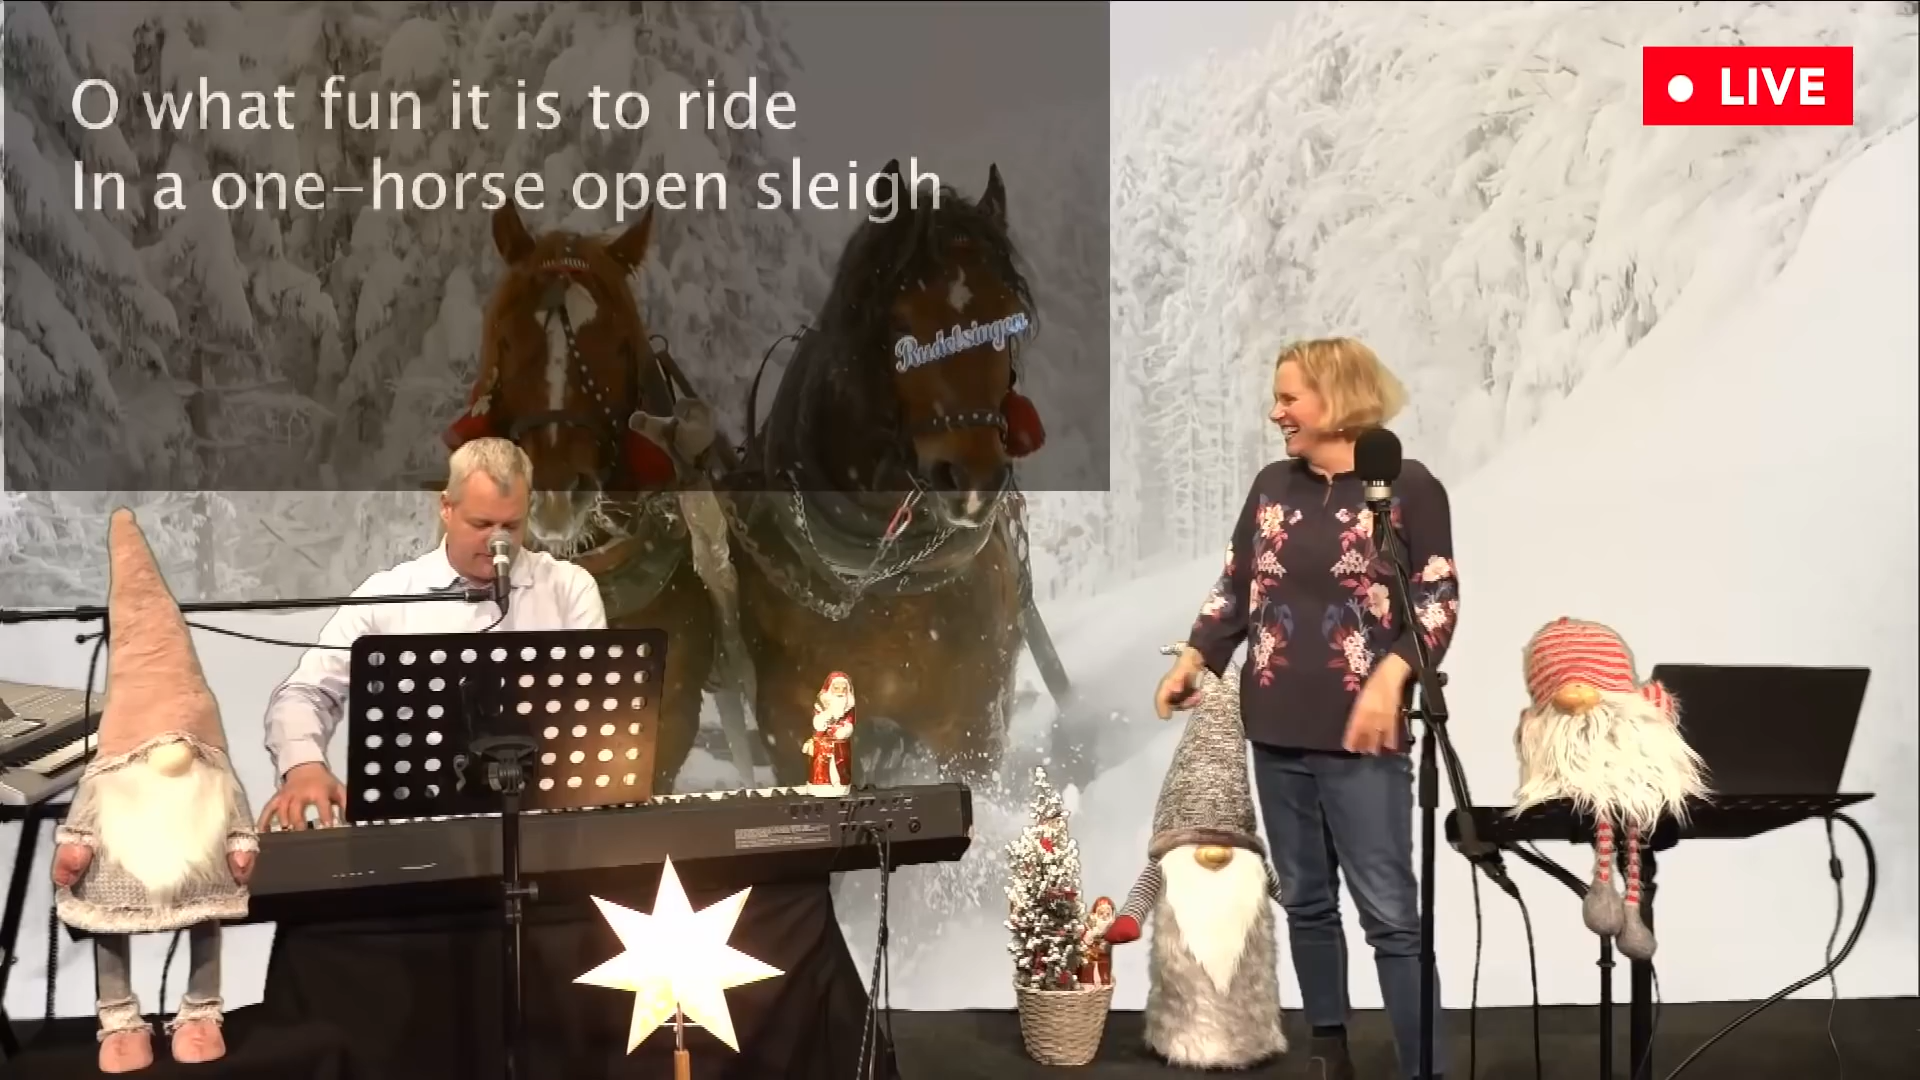 O what fun it is to ride
In a one-horse open sleigh
LIVE
Rudelsingen